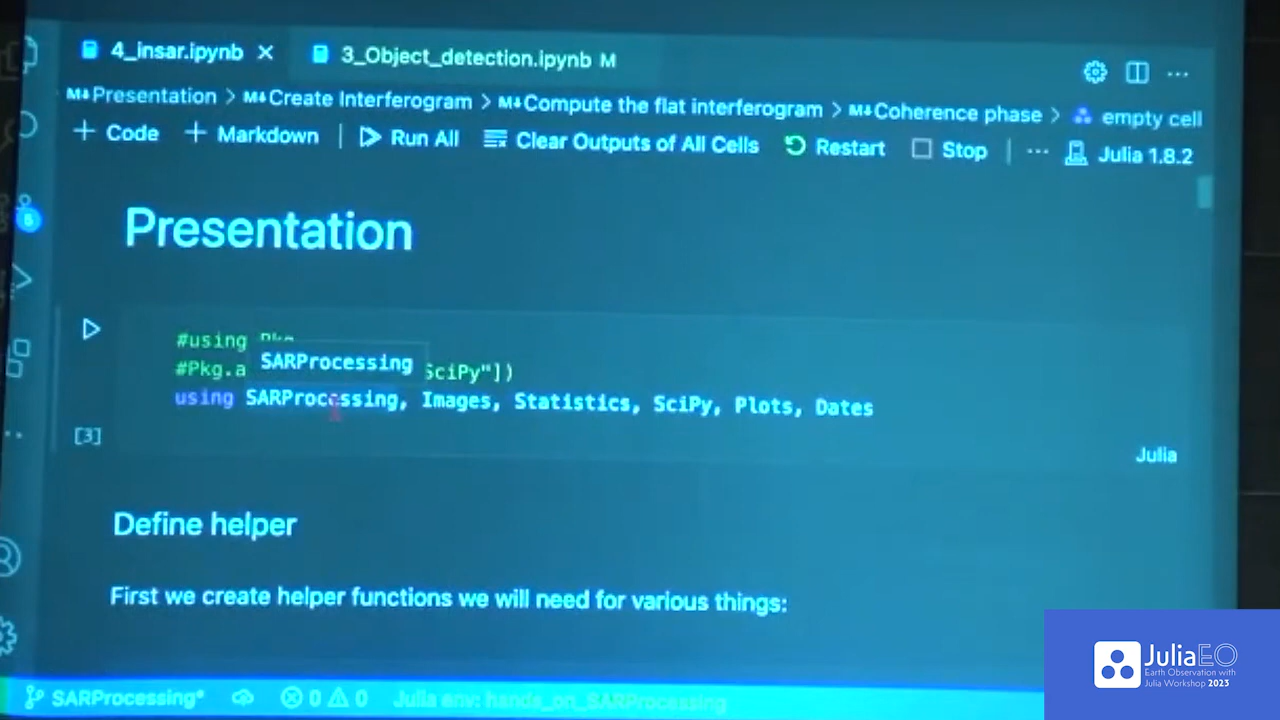 4_insar.ipynb
3_Object_detection.ipynb M
M↓Presentation > M↓Create Interferogram > M↓Compute the flat interferogram > M↓Coherence phase > empty cell
+ Code + Markdown | Run All Clear Outputs of All Cells Restart Stop | ... Julia 1.8.2
Presentation
#using
SARProcessing
#Pkg.a SciPy"])
using SARProcessing, Images, Statistics, SciPy, Plots, Dates
[3]
Julia
Define helper
First we create helper functions we will need for various things:
SARProcessing* 0 0 Julia env: hands_on_SARProcessing
JuliaEO
Earth Observation with
Julia Workshop 2023